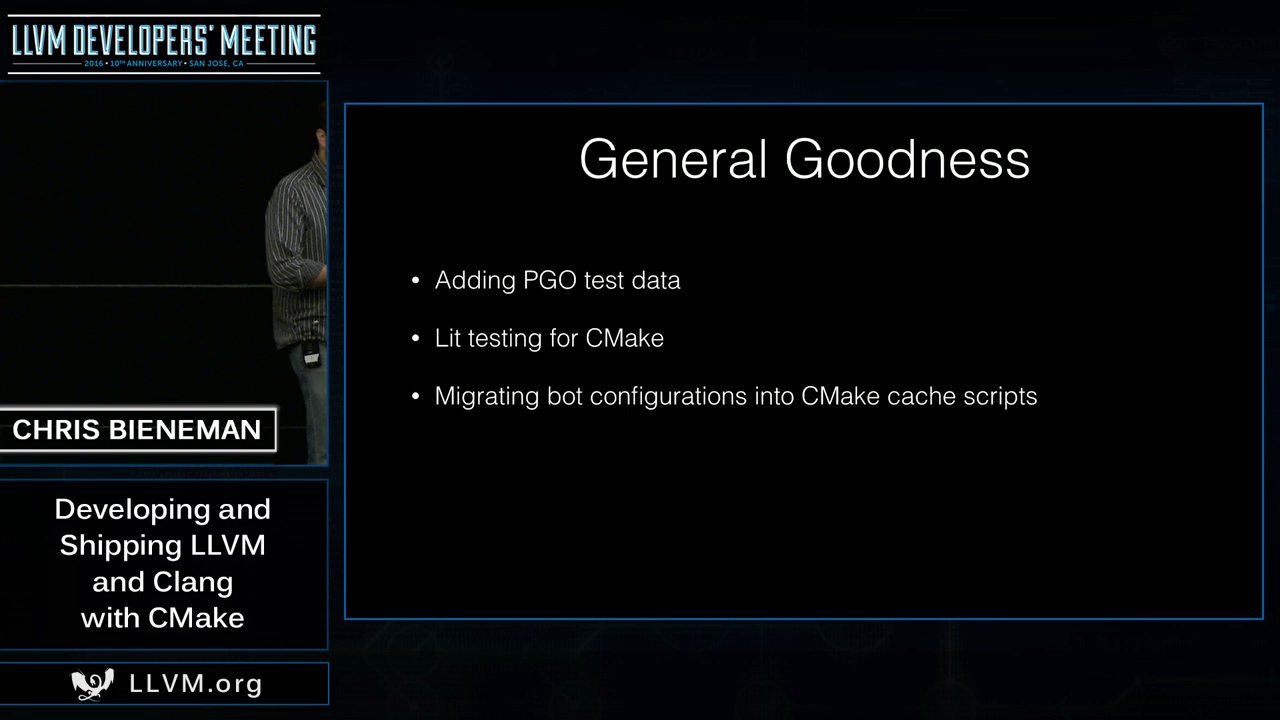 LLVM DEVELOPERS' MEETING
2016 • 10TH ANNIVERSARY • SAN JOSE, CA
General Goodness
• Adding PGO test data
• Lit testing for CMake
• Migrating bot configurations into CMake cache scripts
CHRIS BIENEMAN
Developing and
Shipping LLVM
and Clang
with CMake
LLVM.org